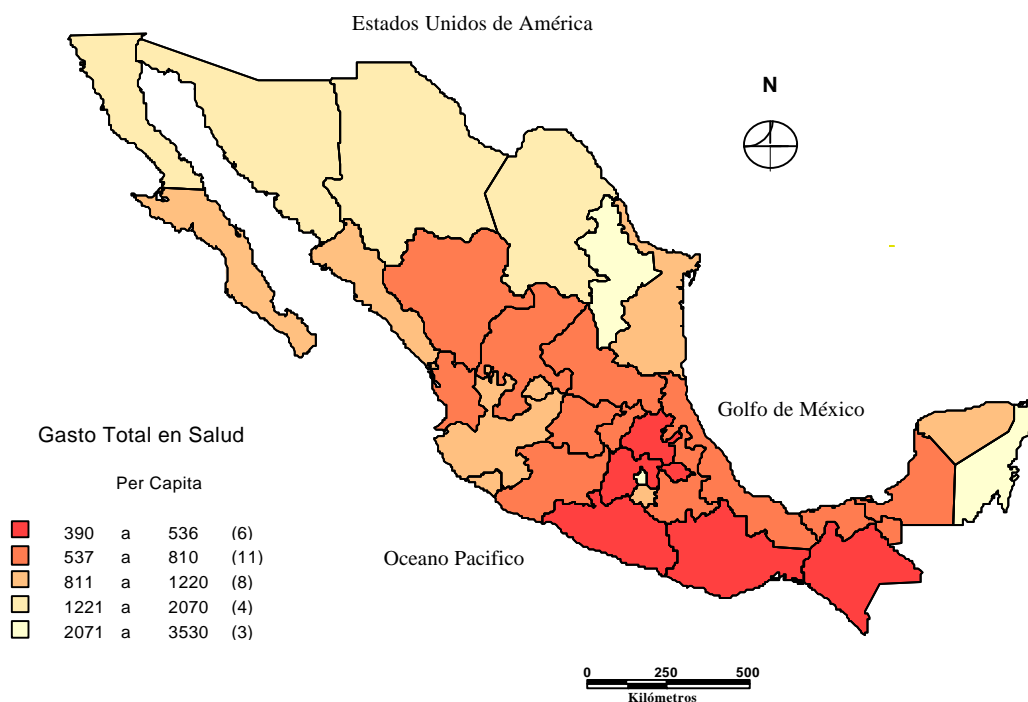 Estados Unidos de América
N
Golfo de México
Gasto Total en Salud
Per Capita
390 a 536 (6)
537 a 810 (11)
811 a 1220 (8)
1221 a 2070 (4)
2071 a 3530 (3)
Oceano Pacifico
0 250 500
Kilómetros